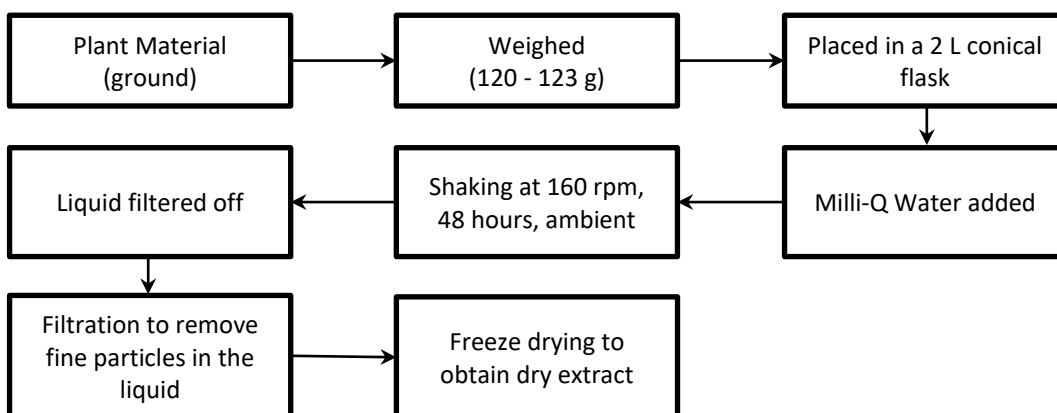 Plant Material
(ground)
Weighed
(120 - 123 g)
Placed in a 2 L conical
flask
Milli-Q Water added
Shaking at 160 rpm,
48 hours, ambient
Liquid filtered off
Filtration to remove
fine particles in the
liquid
Freeze drying to
obtain dry extract